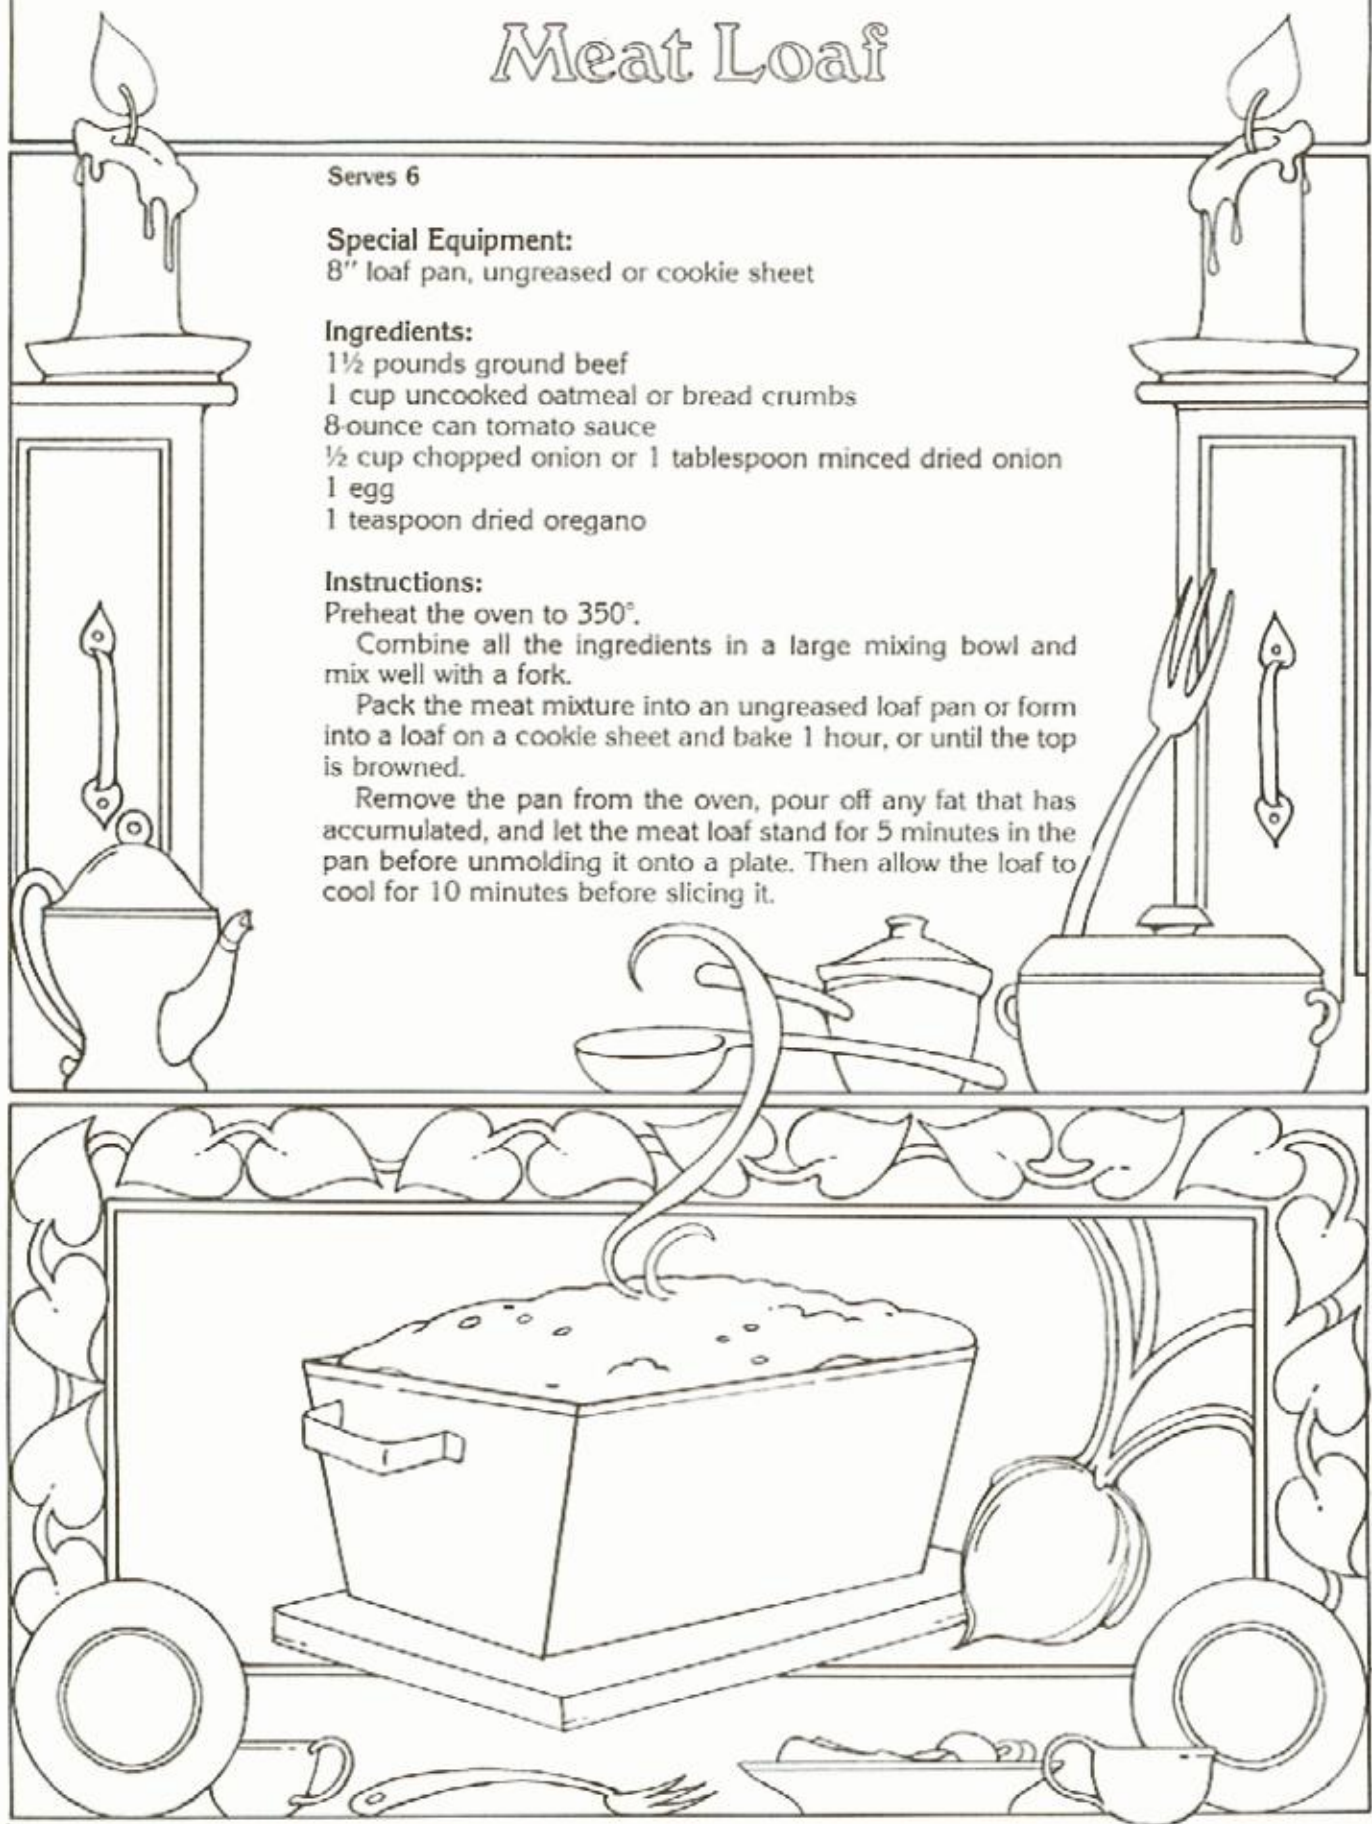 Meat Loaf
Serves 6
Special Equipment:
8" loaf pan, ungreased or cookie sheet
Ingredients:
1½ pounds ground beef
1 cup uncooked oatmeal or bread crumbs
8-ounce can tomato sauce
½ cup chopped onion or 1 tablespoon minced dried onion
1 egg
1 teaspoon dried oregano
Instructions:
Preheat the oven to 350°.
Combine all the ingredients in a large mixing bowl and
mix well with a fork.
Pack the meat mixture into an ungreased loaf pan or form
into a loaf on a cookie sheet and bake 1 hour, or until the top
is browned.
Remove the pan from the oven, pour off any fat that has
accumulated, and let the meat loaf stand for 5 minutes in the
pan before unmolding it onto a plate. Then allow the loaf to
cool for 10 minutes before slicing it.